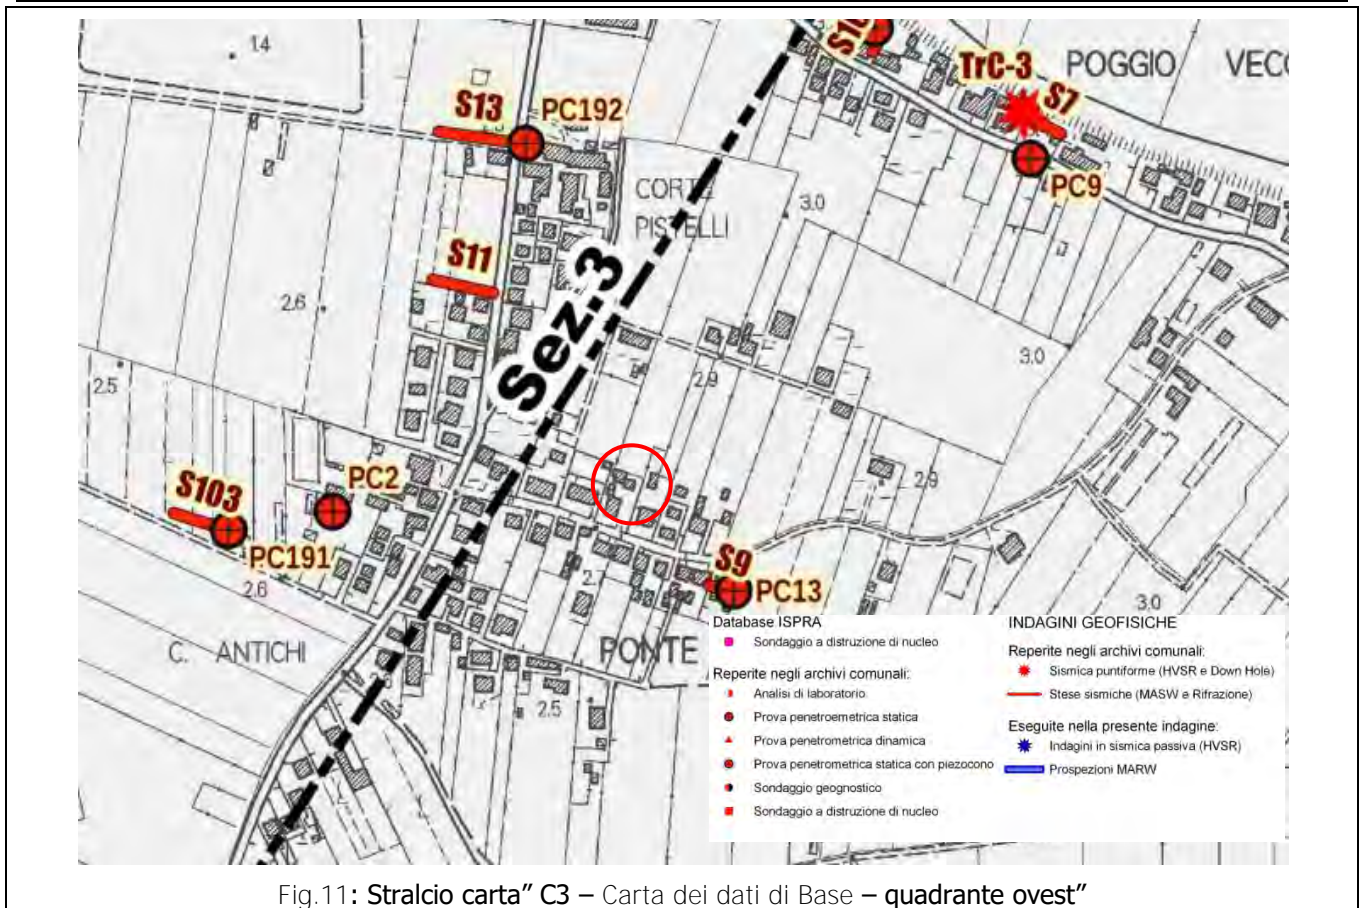 1.4
S13
PC192
S10
TrC-3
S7
POGGIO VECC
PC9
CORTE
PISTELLI
3.0
S11
2.6
Sez.3
3.0
2.5
2.9
S103
PC2
2.9
PC191
2.6
S9
PC13
2.7
3.0
C. ANTICHI
PONTE
2.5
Database ISPRA
Sondaggio a distruzione di nucleo
Reperite negli archivi comunali:
Analisi di laboratorio
Prova penetroemetrica statica
Prova penetrometrica dinamica
Prova penetrometrica statica con piezocono
Sondaggio geognostico
Sondaggio a distruzione di nucleo
INDAGINI GEOFISICHE
Reperite negli archivi comunali:
Sismica puntiforme (HVSR e Down Hole)
Stese sismiche (MASW e Rifrazione)
Eseguite nella presente indagine:
Indagini in sismica passiva (HVSR)
Prospezioni MARW
Fig.11: Stralcio carta” C3 – Carta dei dati di Base – quadrante ovest”